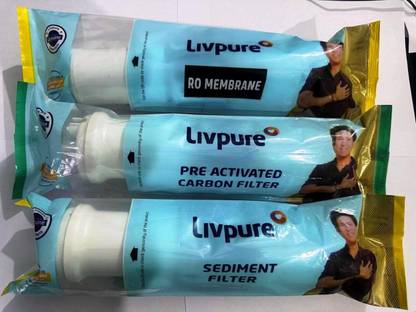 Livpure
RO MEMBRANE
Livpure
PRE ACTIVATED
CARBON FILTER
Livpure
SEDIMENT
FILTER